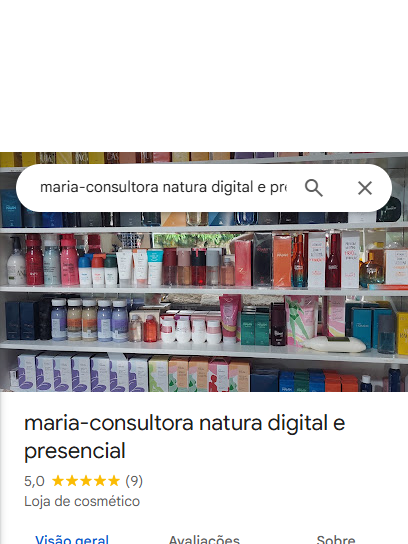 maria-consultora natura digital e pre
maria-consultora natura digital e
presencial
5,0 ★★★★★ (9)
Loja de cosmético
Visão geral Avaliações Sobre